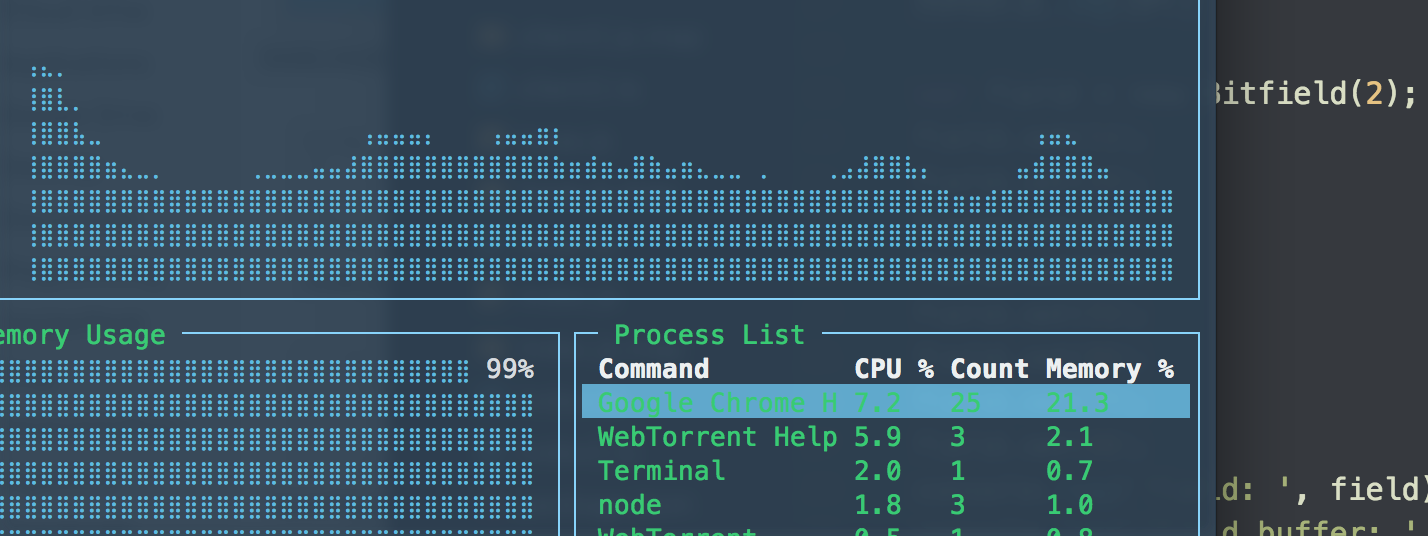 itfield(2);
emory Usage
99%
Process List
Command CPU % Count Memory %
Google Chrome H 7.2 25 21.3
WebTorrent Help 5.9 3 2.1
Terminal 2.0 1 0.7
node 1.8 3 1.0
WebTorrent 0.5 1 0.8
d: ', field)
d buffer: '